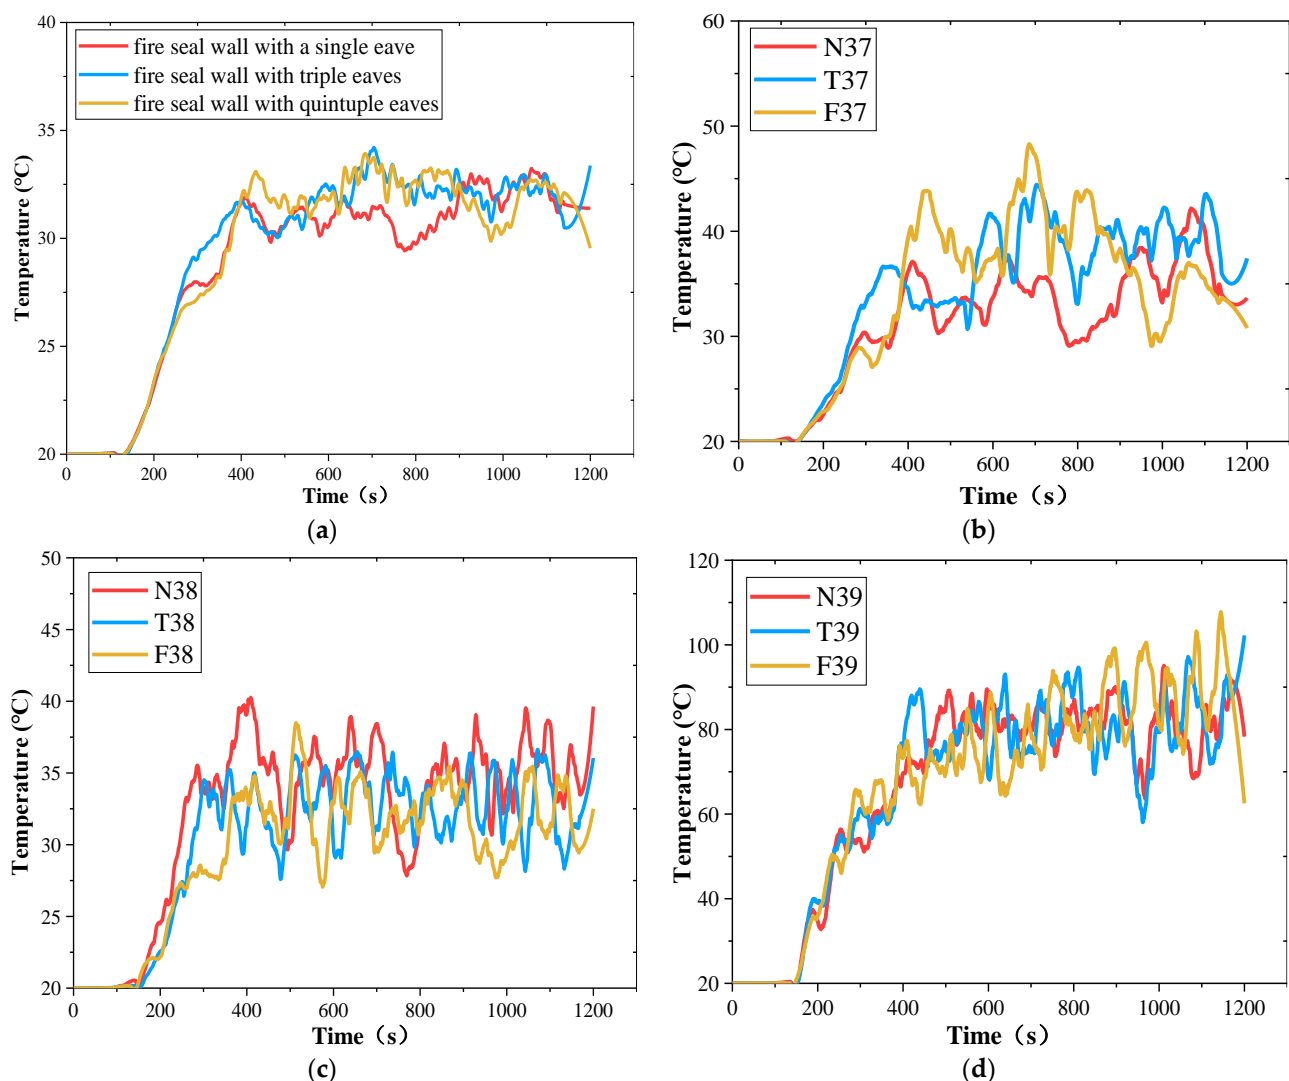 40
35
30
25
20
Temperature (℃)
fire seal wall with a single eave
fire seal wall with triple eaves
fire seal wall with quintuple eaves
0 200 400 600 800 1000 1200
Time（s）
(a)
60
50
40
30
20
Temperature (℃)
N37
T37
F37
0 200 400 600 800 1000 1200
Time（s）
(b)
50
45
40
35
30
25
20
Temperature (℃)
N38
T38
F38
0 200 400 600 800 1000 1200
Time（s）
(c)
120
100
80
60
40
20
Temperature (℃)
N39
T39
F39
0 200 400 600 800 1000 1200
Time（s）
(d)